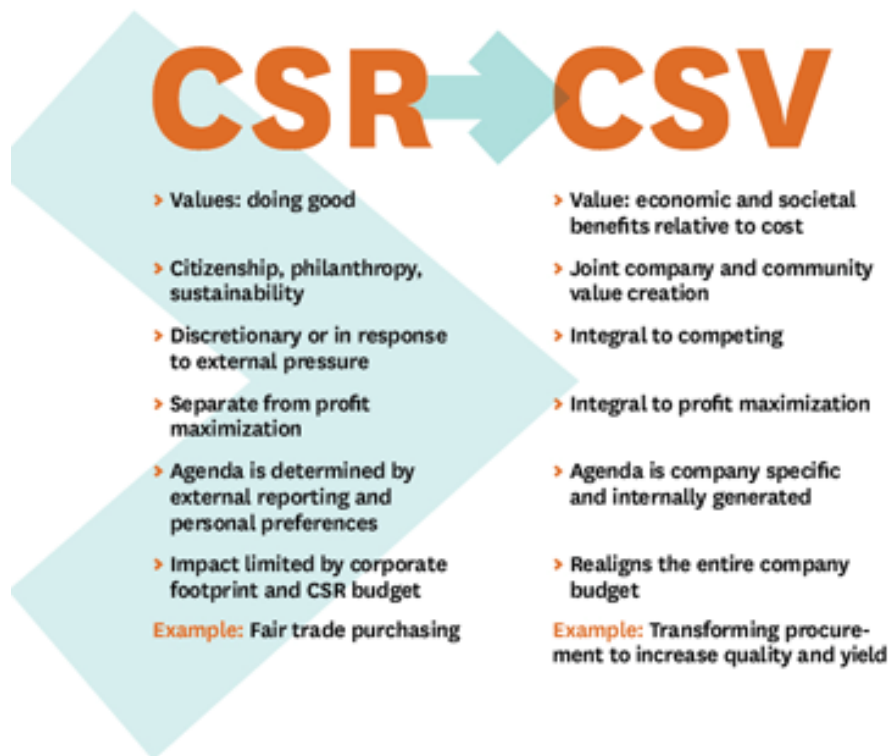 CSR
CSV
> Values: doing good
> Value: economic and societal
benefits relative to cost
> Citizenship, philanthropy,
sustainability
> Joint company and community
value creation
> Discretionary or in response
to external pressure
> Integral to competing
> Separate from profit
maximization
> Integral to profit maximization
> Agenda is determined by
external reporting and
personal preferences
> Agenda is company specific
and internally generated
> Impact limited by corporate
footprint and CSR budget
> Realigns the entire company
budget
Example: Fair trade purchasing
Example: Transforming procure-
ment to increase quality and yield